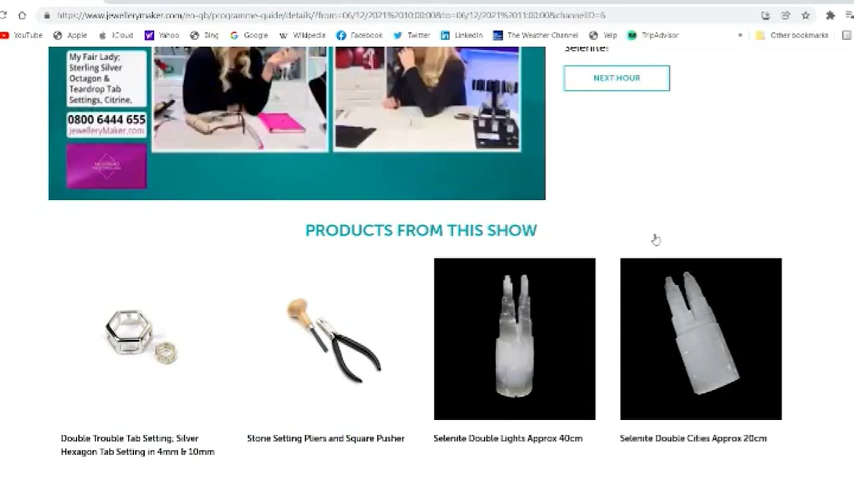 https://www.jewellerymaker.com/en-gb/programme-guide/details/?from=06/12/2021%2010:00:00&to=06/12/2021%2011:00:00&channelID=6
YouTube Apple iCloud Yahoo Bing Google Wikipedia Facebook Twitter LinkedIn The Weather Channel Yelp TripAdvisor » Other bookmarks
Selenite!
My Fair Lady;
Sterling Silver
Octagon &
Teardrop Tab
Settings, Citrine,
0800 6444 655
JewelleryMaker.com
NEXT HOUR
PRODUCTS FROM THIS SHOW
Double Trouble Tab Setting; Silver
Hexagon Tab Setting in 4mm & 10mm
Stone Setting Pliers and Square Pusher
Selenite Double Lights Approx 40cm
Selenite Double Cities Approx 20cm